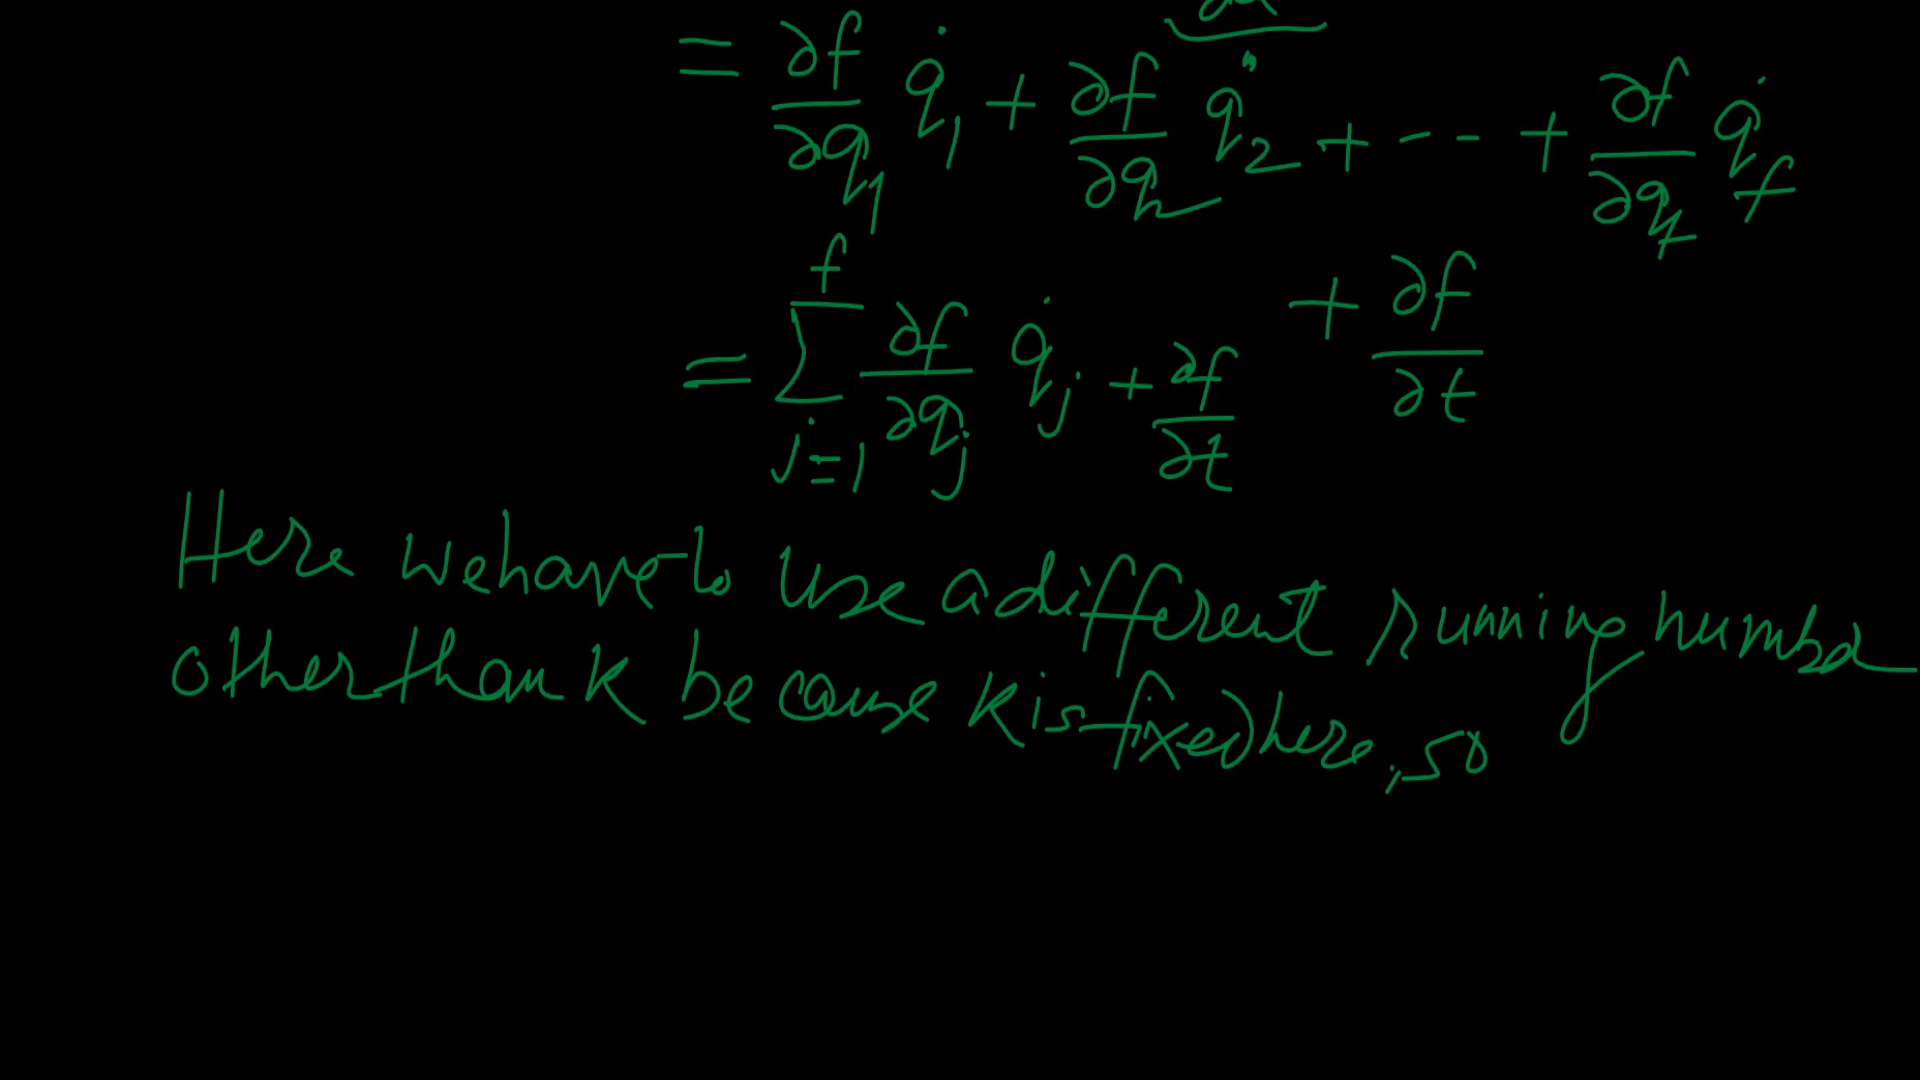 = ∂f/∂q₁ q̇₁ + ∂f/∂q₂ q̇₂ + -- + ∂f/∂q_f q̇_f
+ ∂f/∂t
= Σ_{j=1}^{f} ∂f/∂q_j q̇_j + ∂f/∂t
Here we have to use a different running number
other than k because k is fixed here, so